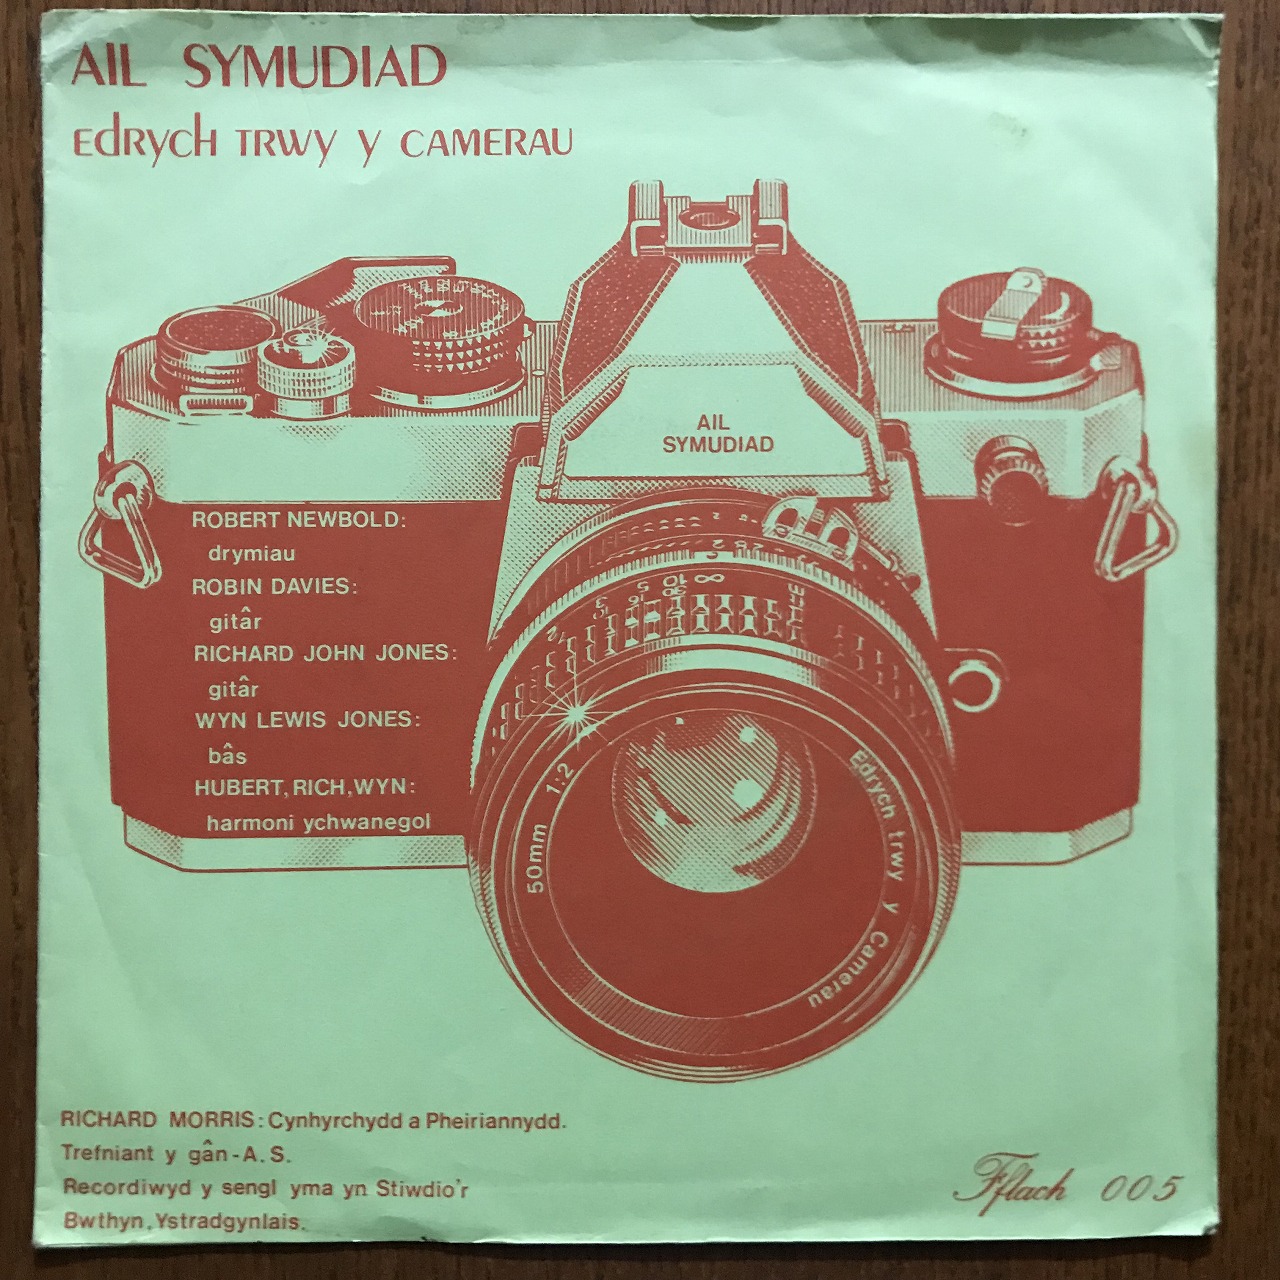 AIL SYMUDIAD
Edrych trwy y camerau
AIL
SYMUDIAD
ROBERT NEWBOLD:
drymiau
ROBIN DAVIES:
gitâr
RICHARD JOHN JONES:
gitâr
WYN LEWIS JONES:
bâs
HUBERT, RICH, WYN:
harmoni ychwanegol
50mm 1:2
Edrych trwy y Camerau
RICHARD MORRIS: Cynhyrchydd a Pheiriannydd.
Trefniant y gân - A. S.
Recordiwyd y sengl yma yn Stiwdio'r
Bwthyn, Ystradgynlais.
Fflach 005